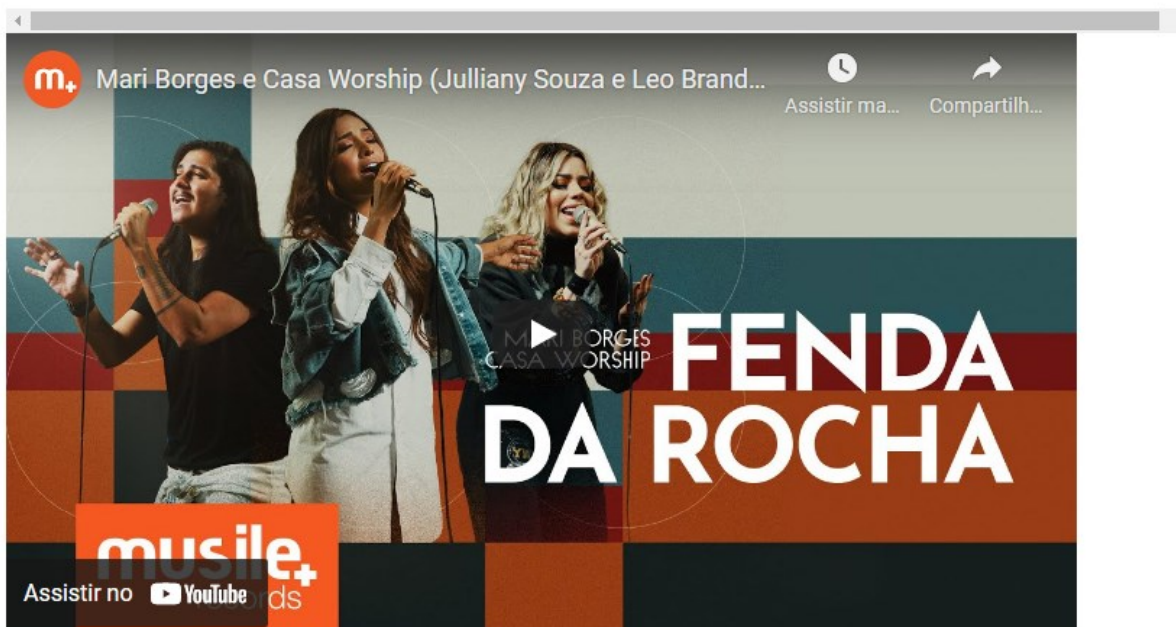 m+
Mari Borges e Casa Worship (Julliany Souza e Leo Brand...
Assistir ma...
Compartilh...
MARI BORGES
CASA WORSHIP
FENDA
DA ROCHA
musile+
records
Assistir no YouTube